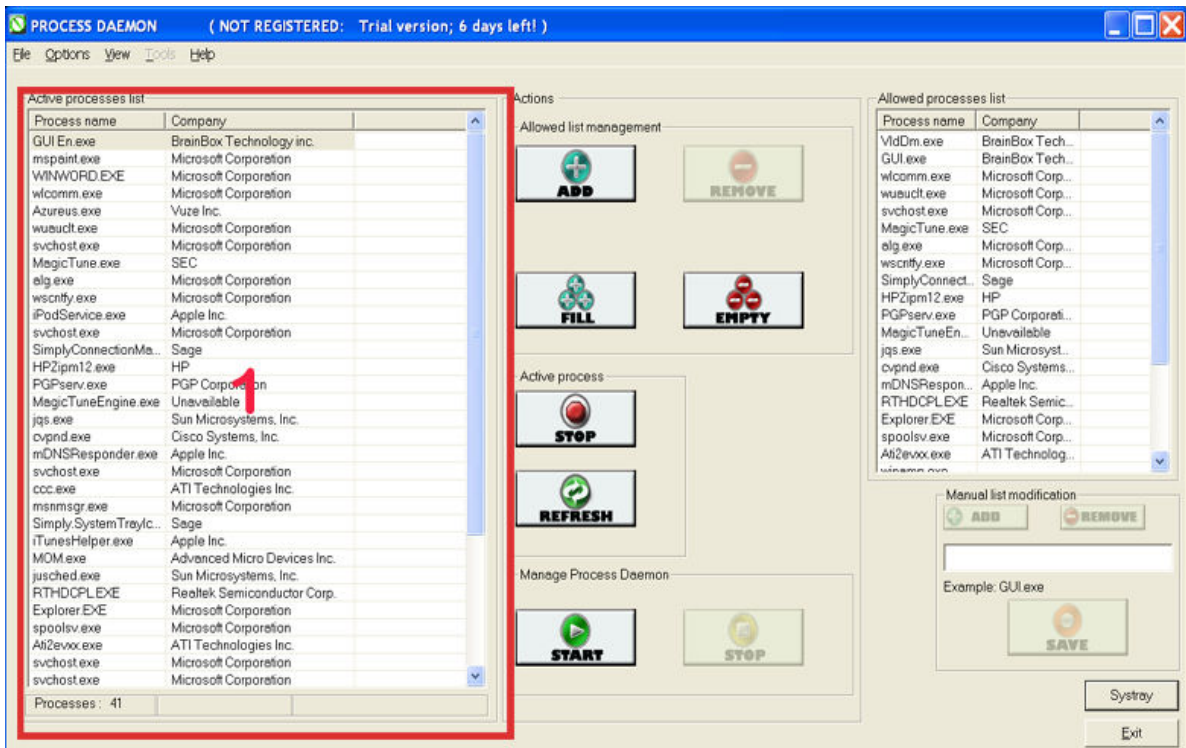 PROCESS DAEMON ( NOT REGISTERED: Trial version; 6 days left! )
File Options View Tools Help
Active processes list
Process name Company
GUI En.exe BrainBox Technology inc.
mspaint.exe Microsoft Corporation
WINWORD.EXE Microsoft Corporation
wlcomm.exe Microsoft Corporation
Azureus.exe Vuze Inc.
wuauclt.exe Microsoft Corporation
svchost.exe Microsoft Corporation
MagicTune.exe SEC
alg.exe Microsoft Corporation
wscntfy.exe Microsoft Corporation
iPodService.exe Apple Inc.
svchost.exe Microsoft Corporation
SimplyConnectionMa... Sage
HPZipm12.exe HP
PGPserv.exe PGP Corporation
1
MagicTuneEngine.exe Unavailable
jqs.exe Sun Microsystems, Inc.
cvpnd.exe Cisco Systems, Inc.
mDNSResponder.exe Apple Inc.
svchost.exe Microsoft Corporation
ccc.exe ATI Technologies Inc.
msnmsgr.exe Microsoft Corporation
Simply.SystemTrayIc... Sage
iTunesHelper.exe Apple Inc.
MOM.exe Advanced Micro Devices Inc.
jusched.exe Sun Microsystems, Inc.
RTHDCPL.EXE Realtek Semiconductor Corp.
Explorer.EXE Microsoft Corporation
spoolsv.exe Microsoft Corporation
Ati2evxx.exe ATI Technologies Inc.
svchost.exe Microsoft Corporation
svchost.exe Microsoft Corporation
Processes : 41
Actions
Allowed list management
ADD REMOVE
FILL EMPTY
Active process
STOP
REFRESH
Manage Process Daemon
START STOP
Allowed processes list
Process name Company
VldDm.exe BrainBox Tech...
GUI.exe BrainBox Tech...
wlcomm.exe Microsoft Corp...
wuauclt.exe Microsoft Corp...
svchost.exe Microsoft Corp...
MagicTune.exe SEC
alg.exe Microsoft Corp...
wscntfy.exe Microsoft Corp...
SimplyConnect... Sage
HPZipm12.exe HP
PGPserv.exe PGP Corporati...
MagicTuneEn... Unavailable
jqs.exe Sun Microsyst...
cvpnd.exe Cisco Systems...
mDNSRespon... Apple Inc.
RTHDCPL.EXE Realtek Semic...
Explorer.EXE Microsoft Corp...
spoolsv.exe Microsoft Corp...
Ati2evxx.exe ATI Technolog...
Manual list modification
ADD REMOVE
Example: GUI.exe
SAVE
Systray
Exit